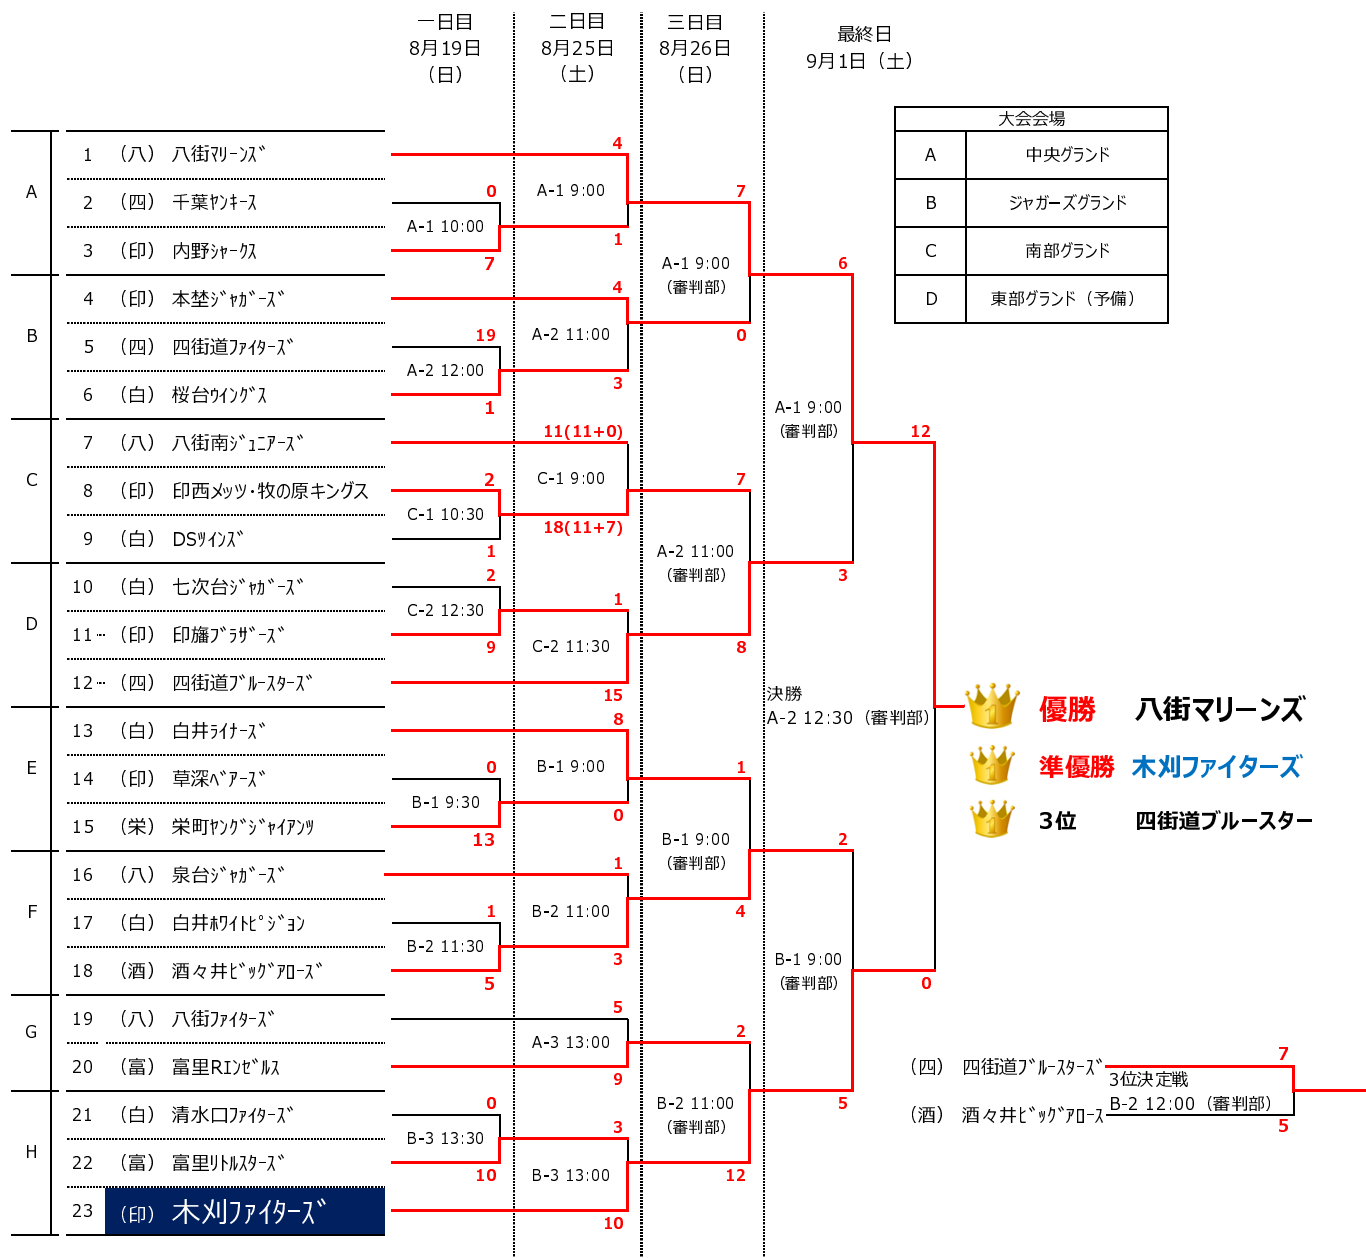 一日目
8月19日
（日）
二日目
8月25日
（土）
三日目
8月26日
（日）
最終日
9月1日（土）
大会会場
A 中央グランド
B ジャガーズグランド
C 南部グランド
D 東部グランド（予備）
A
1 （八） 八街ﾏﾘｰﾝｽﾞ
2 （四） 千葉ﾔﾝｷｰｽ
3 （印） 内野ｼｬｰｸｽ
B
4 （印） 本埜ｼﾞｬｶﾞｰｽﾞ
5 （四） 四街道ﾌｧｲﾀｰｽﾞ
6 （白） 桜台ｳｲﾝｸﾞｽ
C
7 （八） 八街南ｼﾞｭﾆｱｰｽﾞ
8 （印） 印西メッツ・牧の原キングス
9 （白） DSﾂｲﾝｽﾞ
D
10 （白） 七次台ｼﾞｬｶﾞｰｽﾞ
11 （印） 印旛ﾌﾞﾗｻﾞｰｽﾞ
12 （四） 四街道ﾌﾞﾙｰｽﾀｰｽﾞ
E
13 （白） 白井ﾗｲﾅｰｽﾞ
14 （印） 草深ﾍﾞｱｰｽﾞ
15 （栄） 栄町ﾔﾝｸﾞｼﾞｬｲｱﾝﾂ
F
16 （八） 泉台ｼﾞｬｶﾞｰｽﾞ
17 （白） 白井ﾎﾜｲﾄﾋﾟｼﾞｮﾝ
18 （酒） 酒々井ﾋﾞｯｸﾞｱﾛｰｽﾞ
G
19 （八） 八街ﾌｧｲﾀｰｽﾞ
20 （富） 富里Rｴﾝｾﾞﾙｽ
H
21 （白） 清水口ﾌｧｲﾀｰｽﾞ
22 （富） 富里ﾘﾄﾙｽﾀｰｽﾞ
23 （印） 木刈ﾌｧｲﾀｰｽﾞ
0
A-1 10:00
7
19
A-2 12:00
1
2
C-1 10:30
1
2
C-2 12:30
9
0
B-1 9:30
13
1
B-2 11:30
5
0
B-3 13:30
10
4
A-1 9:00
1
4
A-2 11:00
3
11(11+0)
C-1 9:00
18(11+7)
1
C-2 11:30
15
8
B-1 9:00
0
1
B-2 11:00
3
5
A-3 13:00
9
3
B-3 13:00
10
7
A-1 9:00
（審判部）
0
7
A-2 11:00
（審判部）
8
1
B-1 9:00
（審判部）
4
2
B-2 11:00
（審判部）
12
6
A-1 9:00
（審判部）
3
2
B-1 9:00
（審判部）
5
12
決勝
A-2 12:30（審判部）
0
1 優勝 八街マリーンズ
1 準優勝 木刈ファイターズ
1 3位 四街道ブルースター
7
（四） 四街道ﾌﾞﾙｰｽﾀｰｽﾞ
3位決定戦
B-2 12:00（審判部）
（酒） 酒々井ﾋﾞｯｸﾞｱﾛｰｽ
5